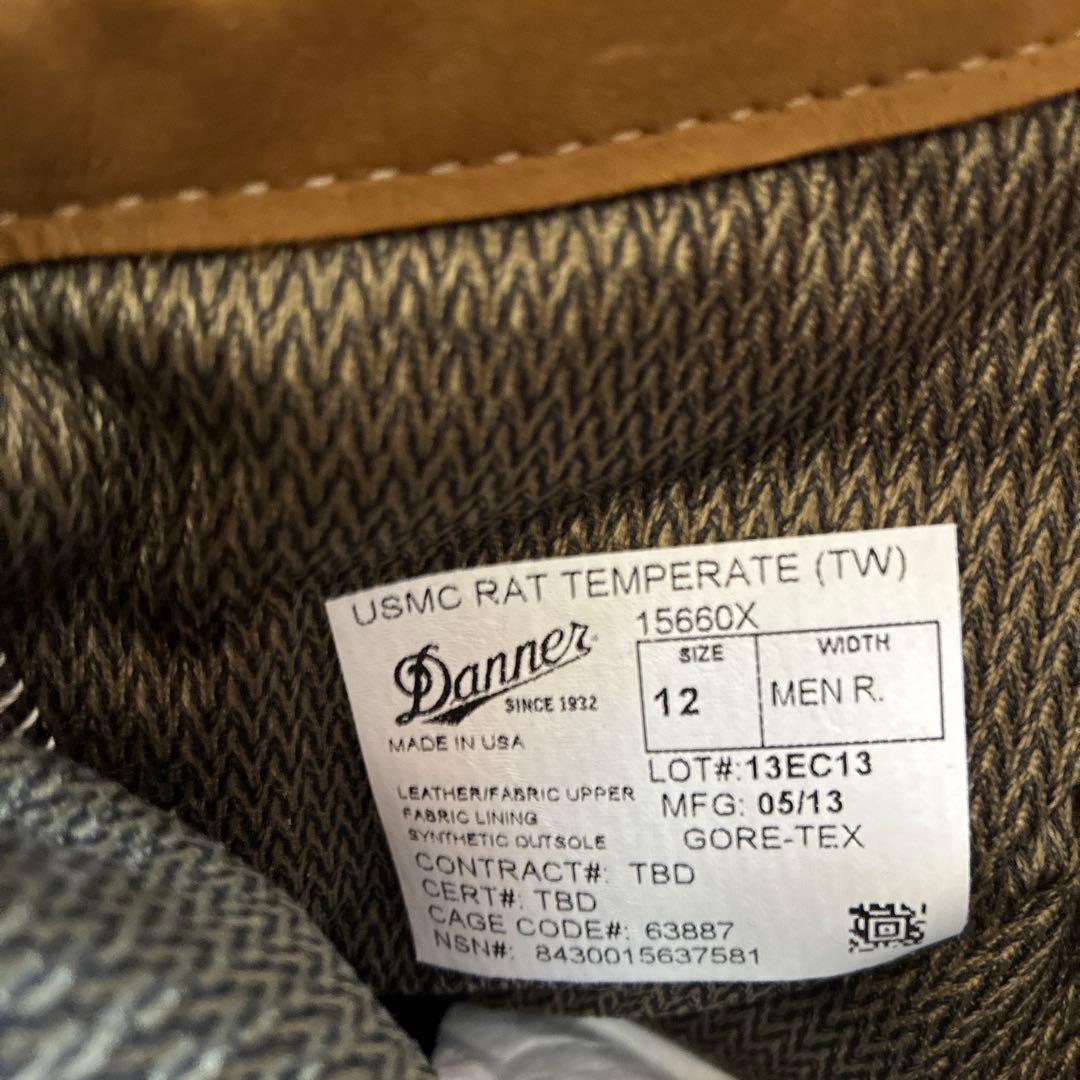 USMC RAT TEMPERATE (TW)
15660X
Danner
SINCE 1932
MADE IN USA
SIZE WIDTH
12 MEN R.
LOT#:13EC13
MFG: 05/13
GORE-TEX
LEATHER/FABRIC UPPER
FABRIC LINING
SYNTHETIC OUTSOLE
CONTRACT#: TBD
CERT#: TBD
CAGE CODE#: 63887
NSN#: 8430015637581